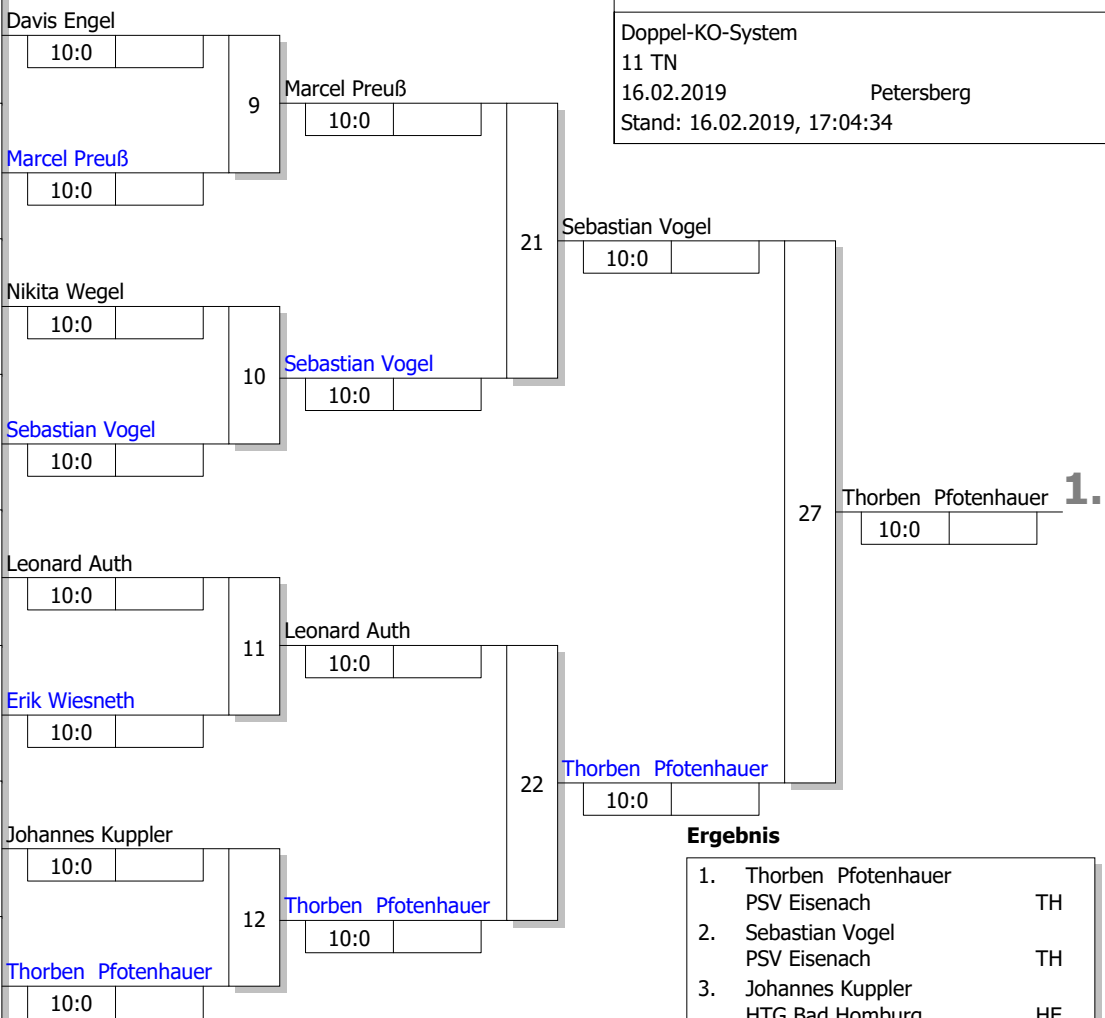 Davis Engel
10:0
9
Marcel Preuß
10:0
Marcel Preuß
10:0
21
Sebastian Vogel
10:0
Nikita Wegel
10:0
10
Sebastian Vogel
10:0
Sebastian Vogel
10:0
27
Thorben Pfotenhauer 1.
10:0
Leonard Auth
10:0
11
Leonard Auth
10:0
Erik Wiesneth
10:0
22
Thorben Pfotenhauer
10:0
Johannes Kuppler
10:0
12
Thorben Pfotenhauer
10:0
Thorben Pfotenhauer
10:0
Doppel-KO-System
11 TN
16.02.2019 Petersberg
Stand: 16.02.2019, 17:04:34
Ergebnis
1. Thorben Pfotenhauer
PSV Eisenach TH
2. Sebastian Vogel
PSV Eisenach TH
3. Johannes Kuppler
HTG Bad Homburg HE